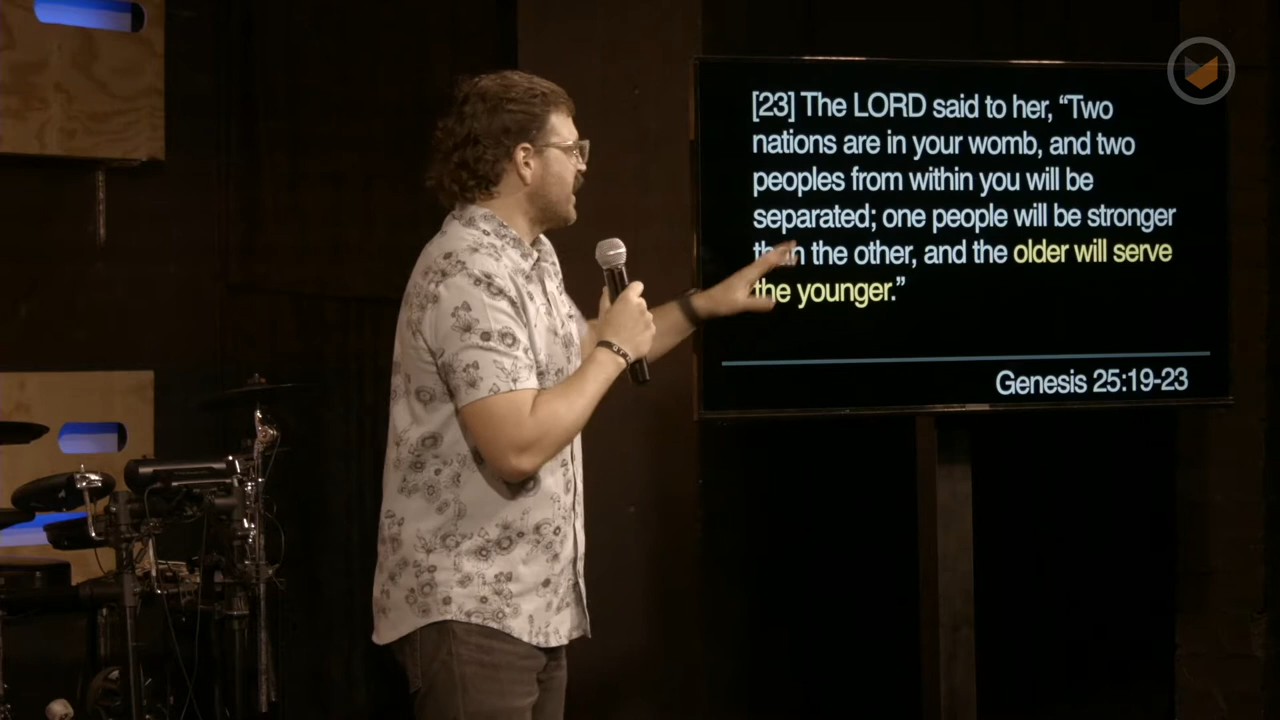 [23] The LORD said to her, “Two
nations are in your womb, and two
peoples from within you will be
separated; one people will be stronger
than the other, and the older will serve
the younger.”
Genesis 25:19-23